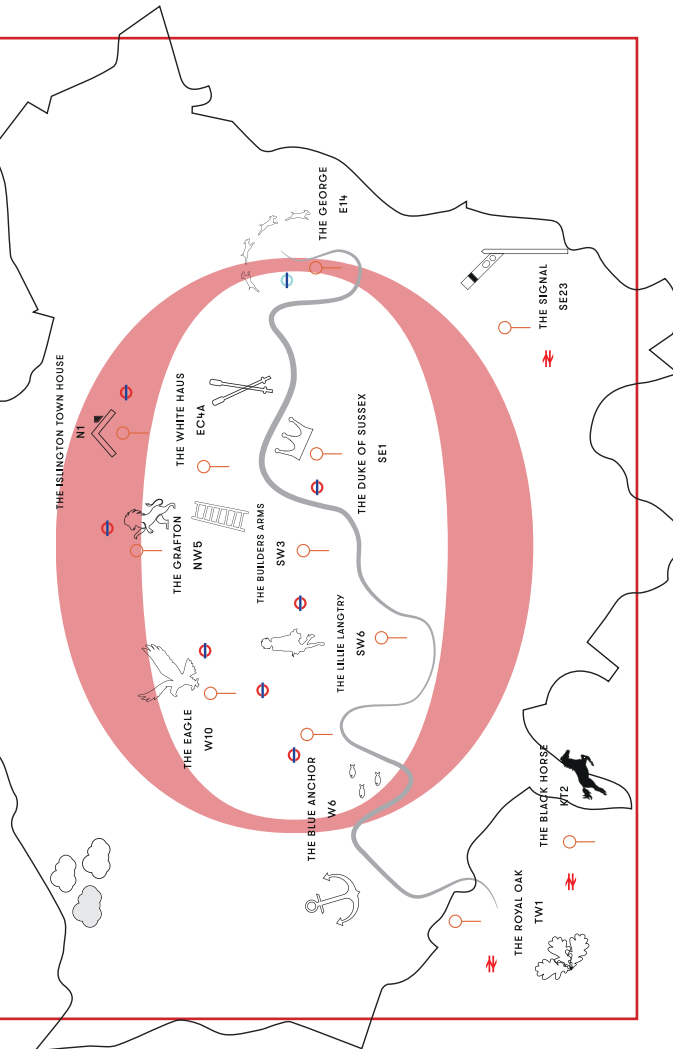 THE ISLINGTON TOWN HOUSE
N1
THE GRAFTON
NW5
THE WHITE HAUS
EC4A
THE EAGLE
W10
THE BUILDERS ARMS
SW3
THE GEORGE
E14
THE BLUE ANCHOR
W6
THE LILLIE LANGTRY
SW6
THE DUKE OF SUSSEX
SE1
THE ROYAL OAK
TW1
THE BLACK HORSE
KT2
THE SIGNAL
SE23